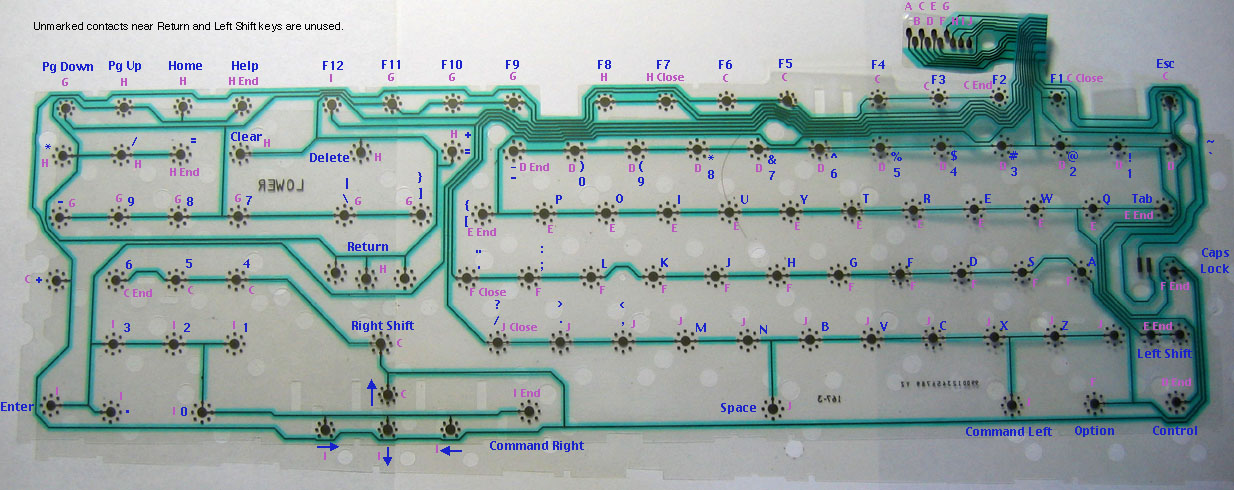 A C E G
B D F H J
Unmarked contacts near Return and Left Shift keys are unused.
Pg Down Pg Up Home Help F12 F11 F10 F9 F8 F7 F6 F5 F4 F3 F2 F1 Esc
G H H H End I G G G H H Close C C C C C End C Close C
* / = Clear Delete + = - - ) 0 ( 9 * 8 & 7 ^ 6 % 5 $ 4 # 3 @ 2 ! 1 ~ `
H H H End H H H D End D D D D D D D D D
LOWER
- 9 8 7 | \ } ] { [ P O I U Y T R E W Q Tab
G G G G G G E End E E E E E E E E E E End
Return
+ 6 5 4 " ' : ; L K J H G F D S A Caps Lock
C C End C C H F Close F F F F F F F F F F End
3 2 1 Right Shift ? / > . < , M N B V C X Z Left Shift
I I I C J Close J J J J J J J J J E End
Enter . 0 Space Command Left Option Control
I I I C I End J
Command Right
I I I
167-3